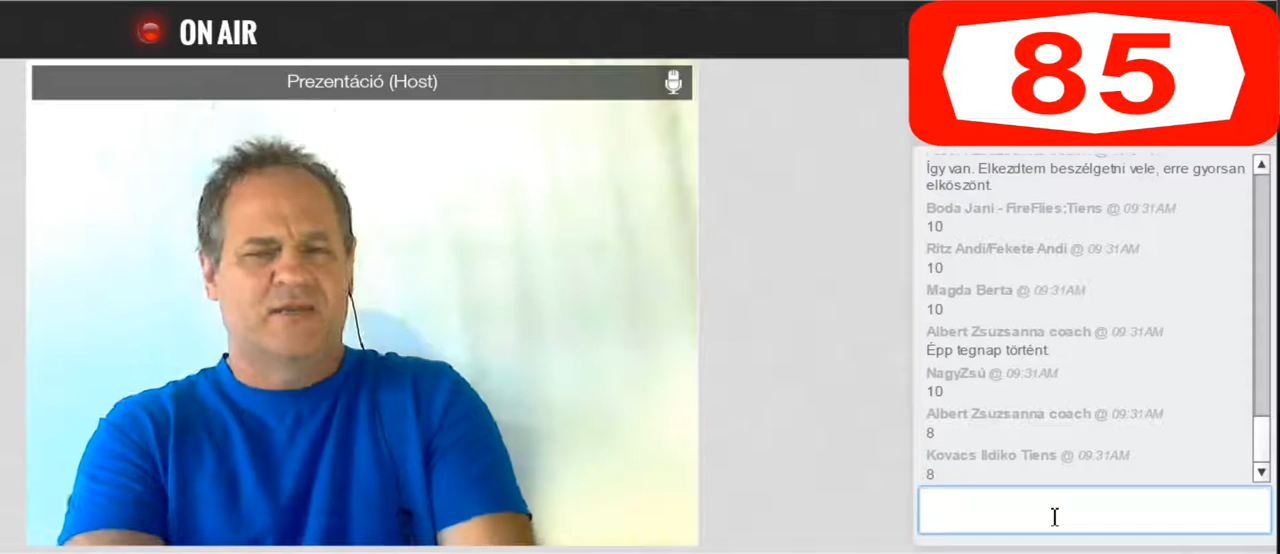 ON AIR
85
Prezentáció (Host)
Így van. Elkezdtem beszélgetni vele, erre gyorsan
elköszönt.
Boda Jani - FireFlies;Tiens @ 09:31AM
10
Ritz Andi/Fekete Andi @ 09:31AM
10
Magda Berta @ 09:31AM
10
Albert Zsuzsanna coach @ 09:31AM
Épp tegnap történt.
NagyZsú @ 09:31AM
10
Albert Zsuzsanna coach @ 09:31AM
8
Kovacs Ildiko Tiens @ 09:31AM
8